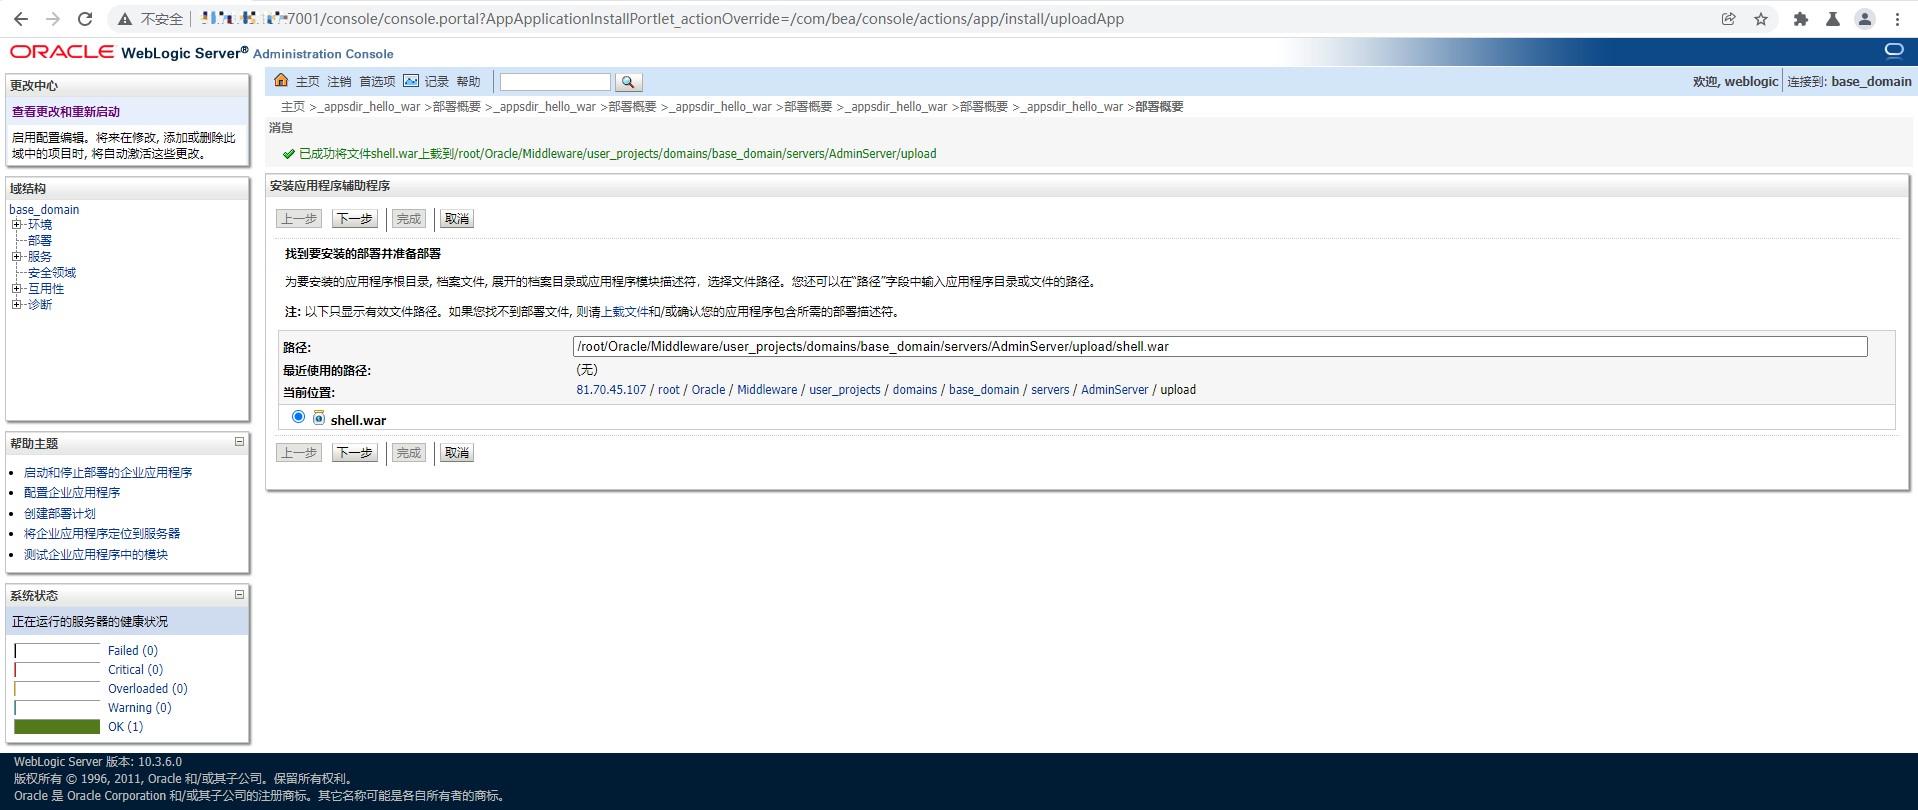 不安全
7001/console/console.portal?AppApplicationInstallPortlet_actionOverride=/com/bea/console/actions/app/install/uploadApp
ORACLE WebLogic Server® Administration Console
更改中心
查看更改和重新启动
启用配置编辑。将来在修改, 添加或删除此
域中的项目时, 将自动激活这些更改。
域结构
base_domain
环境
部署
服务
安全领域
互用性
诊断
帮助主题
启动和停止部署的企业应用程序
配置企业应用程序
创建部署计划
将企业应用程序定位到服务器
测试企业应用程序中的模块
系统状态
正在运行的服务器的健康状况
Failed (0)
Critical (0)
Overloaded (0)
Warning (0)
OK (1)
主页 注销 首选项 记录 帮助
欢迎, weblogic 连接到: base_domain
主页 >_appsdir_hello_war >部署概要 >_appsdir_hello_war >部署概要 >_appsdir_hello_war >部署概要 >_appsdir_hello_war >部署概要 >_appsdir_hello_war >部署概要
消息
已成功将文件shell.war上载到/root/Oracle/Middleware/user_projects/domains/base_domain/servers/AdminServer/upload
安装应用程序辅助程序
上一步 下一步 完成 取消
找到要安装的部署并准备部署
为要安装的应用程序根目录, 档案文件, 展开的档案目录或应用程序模块描述符，选择文件路径。您还可以在“路径”字段中输入应用程序目录或文件的路径。
注: 以下只显示有效文件路径。如果您找不到部署文件, 则请上载文件和/或确认您的应用程序包含所需的部署描述符。
路径: /root/Oracle/Middleware/user_projects/domains/base_domain/servers/AdminServer/upload/shell.war
最近使用的路径: (无)
当前位置: 81.70.45.107 / root / Oracle / Middleware / user_projects / domains / base_domain / servers / AdminServer / upload
shell.war
上一步 下一步 完成 取消
WebLogic Server 版本: 10.3.6.0
版权所有 © 1996, 2011, Oracle 和/或其子公司。保留所有权利。
Oracle 是 Oracle Corporation 和/或其子公司的注册商标。其它名称可能是各自所有者的商标。